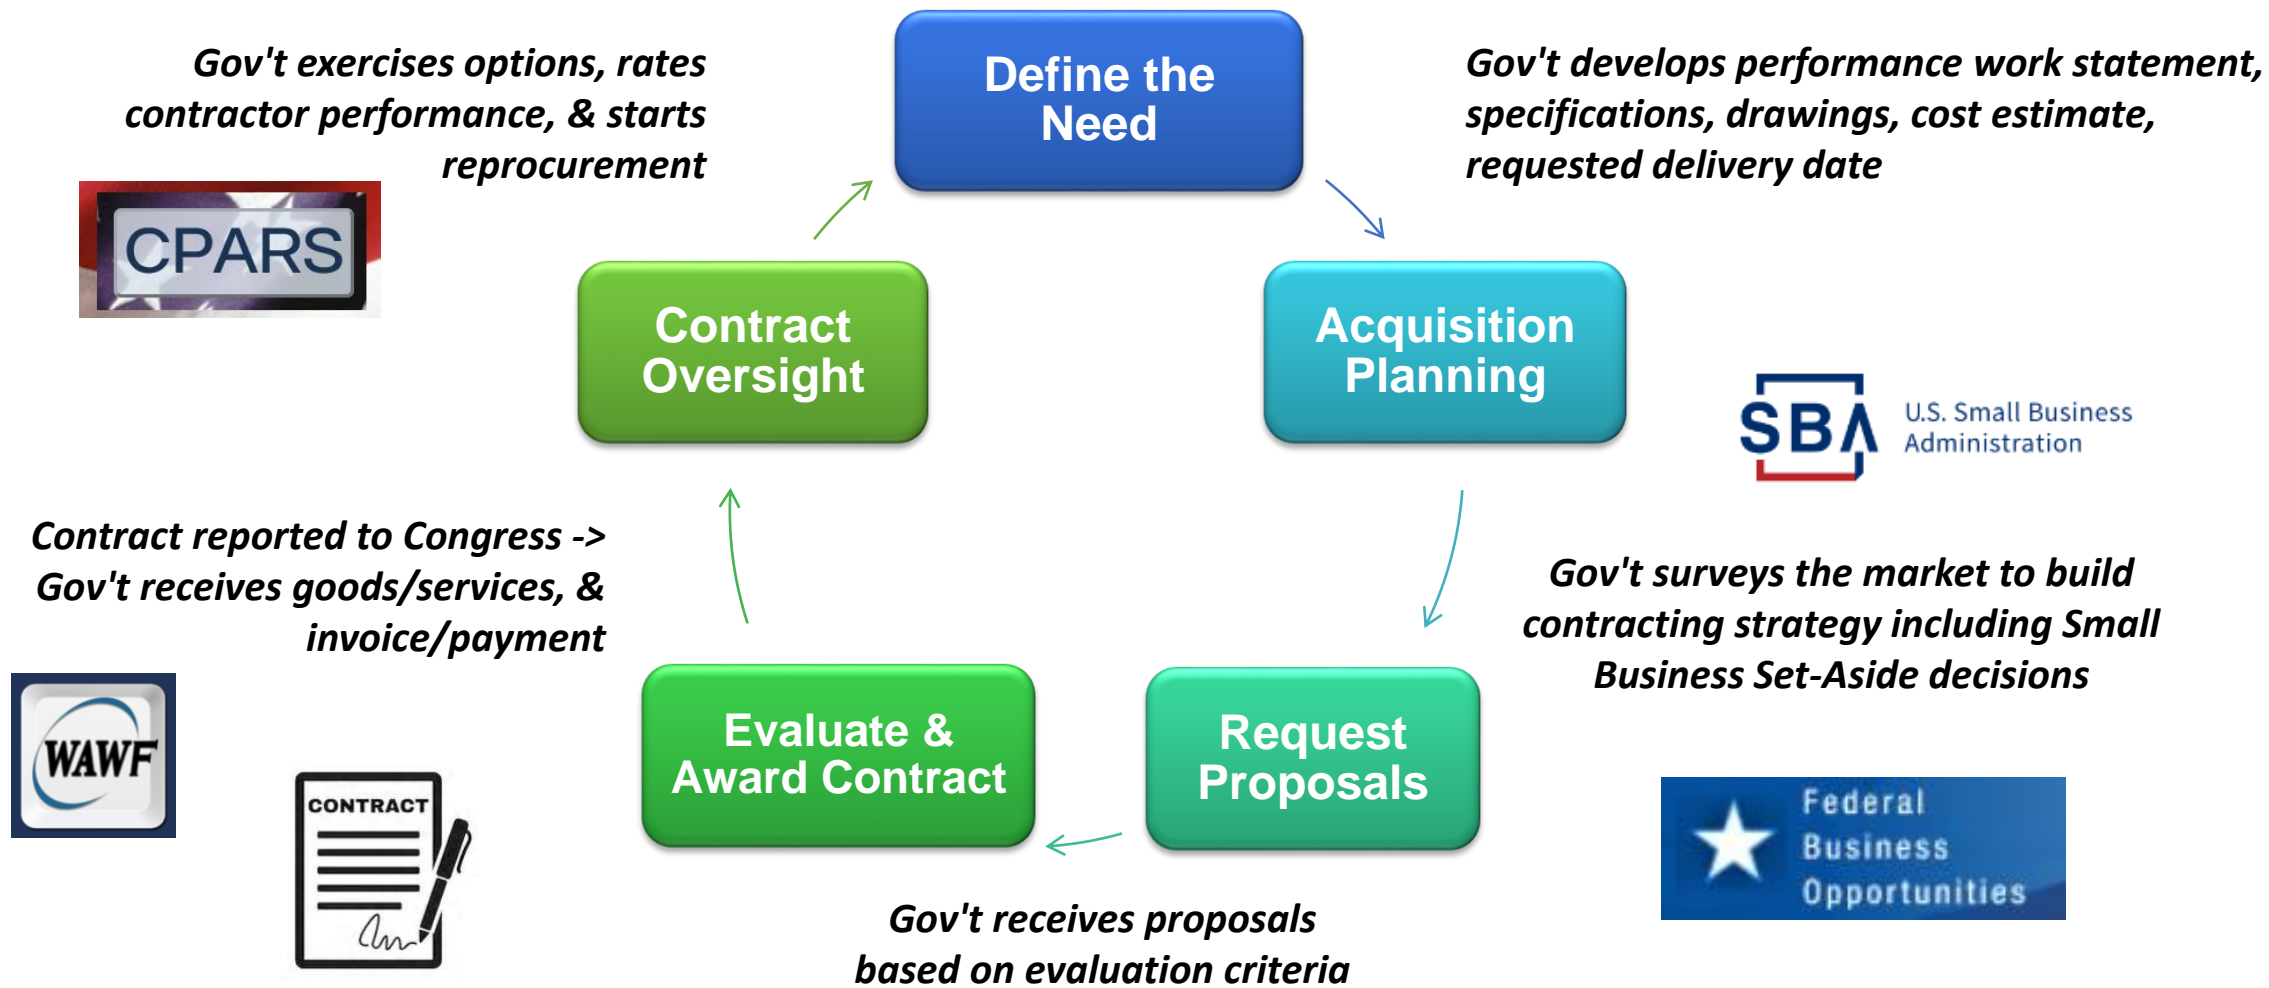 Define the
Need
Gov't develops performance work statement,
specifications, drawings, cost estimate,
requested delivery date
Acquisition
Planning
SBA
U.S. Small Business
Administration
Gov't surveys the market to build
contracting strategy including Small
Business Set-Aside decisions
Request
Proposals
Federal
Business
Opportunities
Gov't receives proposals
based on evaluation criteria
Evaluate &
Award Contract
Contract reported to Congress ->
Gov't receives goods/services, &
invoice/payment
WAWF
CONTRACT
Contract
Oversight
Gov't exercises options, rates
contractor performance, & starts
reprocurement
CPARS